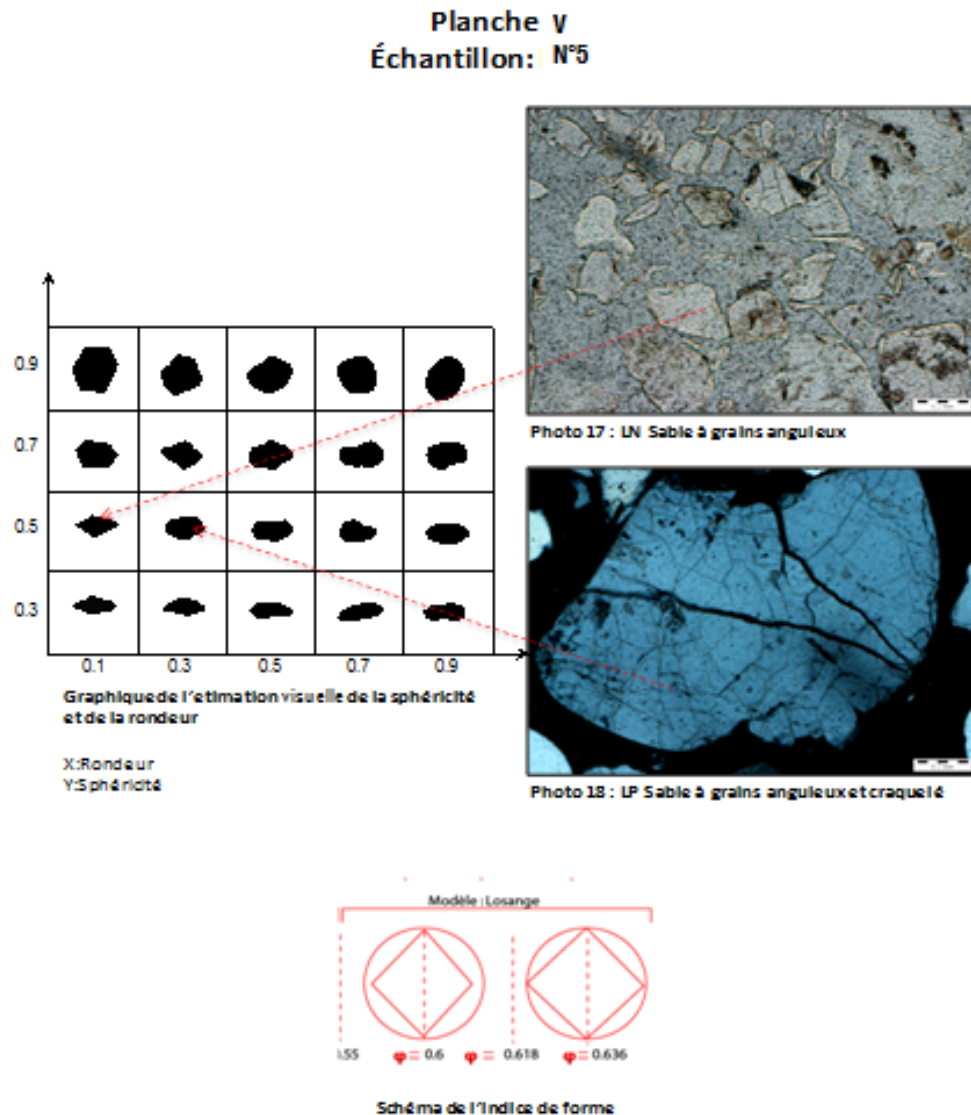 Planche V
Échantillon: N°5
0.9
0.7
0.5
0.3
0.1 0.3 0.5 0.7 0.9
Graphique de l'etimation visuelle de la sphéricité
et de la rondeur
X:Rondeur
Y:Sphéricité
Photo 17 : LN Sable à grains anguleux
Photo 18 : LP Sable à grains anguleux et craquelé
Modèle : Losange
.55 φ = 0.6 φ = 0.618 φ = 0.636
Schéma de l'Indice de forme